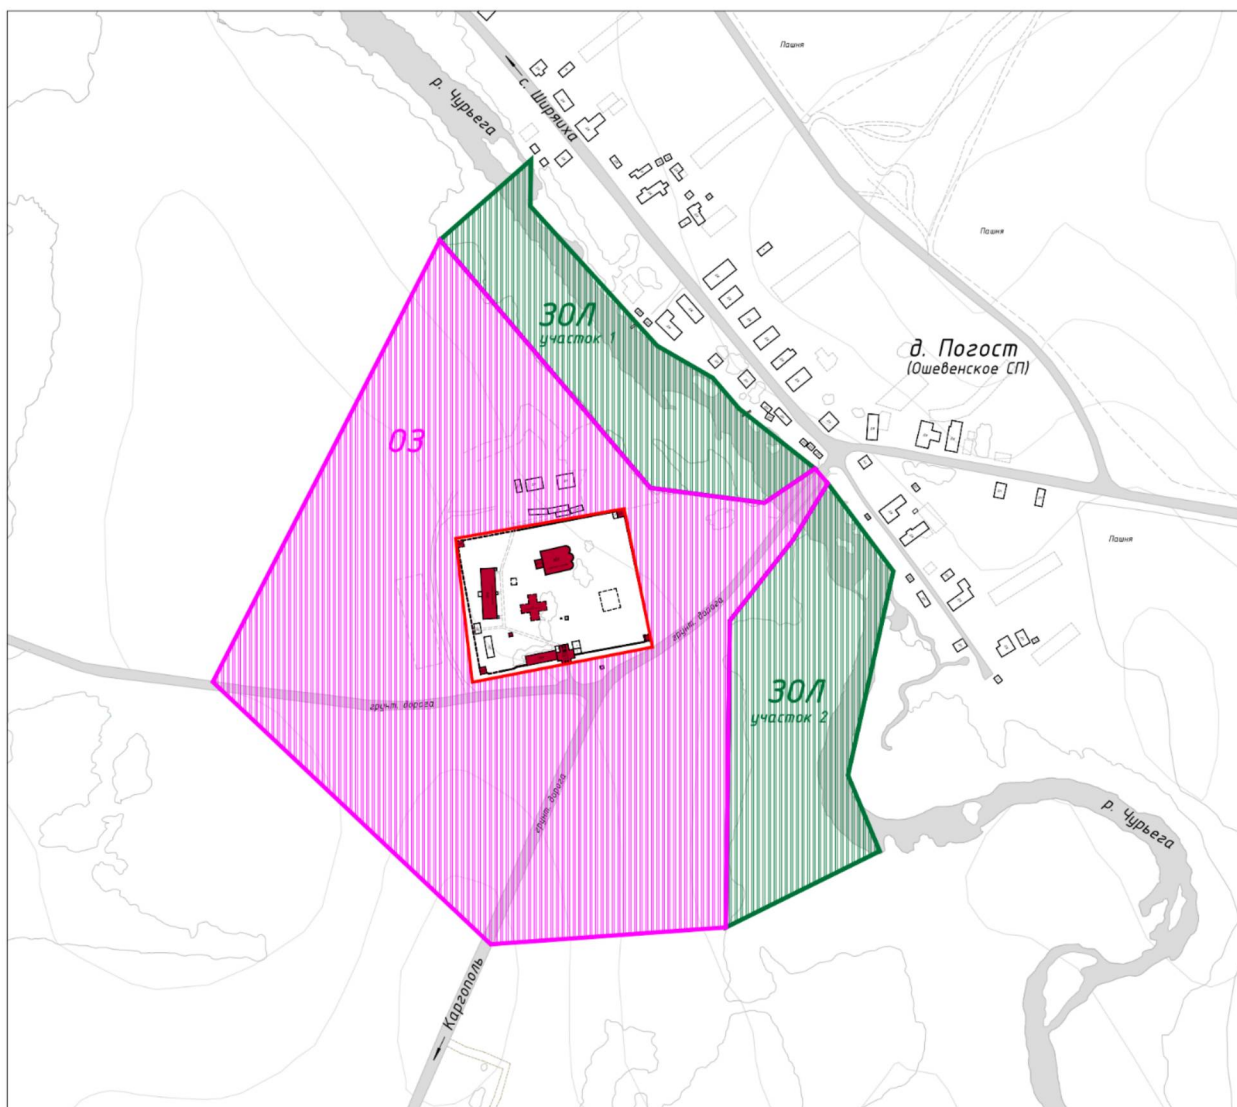 Пашня
р. Чурьега
с. Ширяиха
Пашня
ЗОЛ
участок 1
д. Погост
(Ошевенское СП)
ОЗ
Пашня
грунт. дорога
ЗОЛ
участок 2
грунт. дорога
грунт. дорога
р. Чурьега
Каргополь